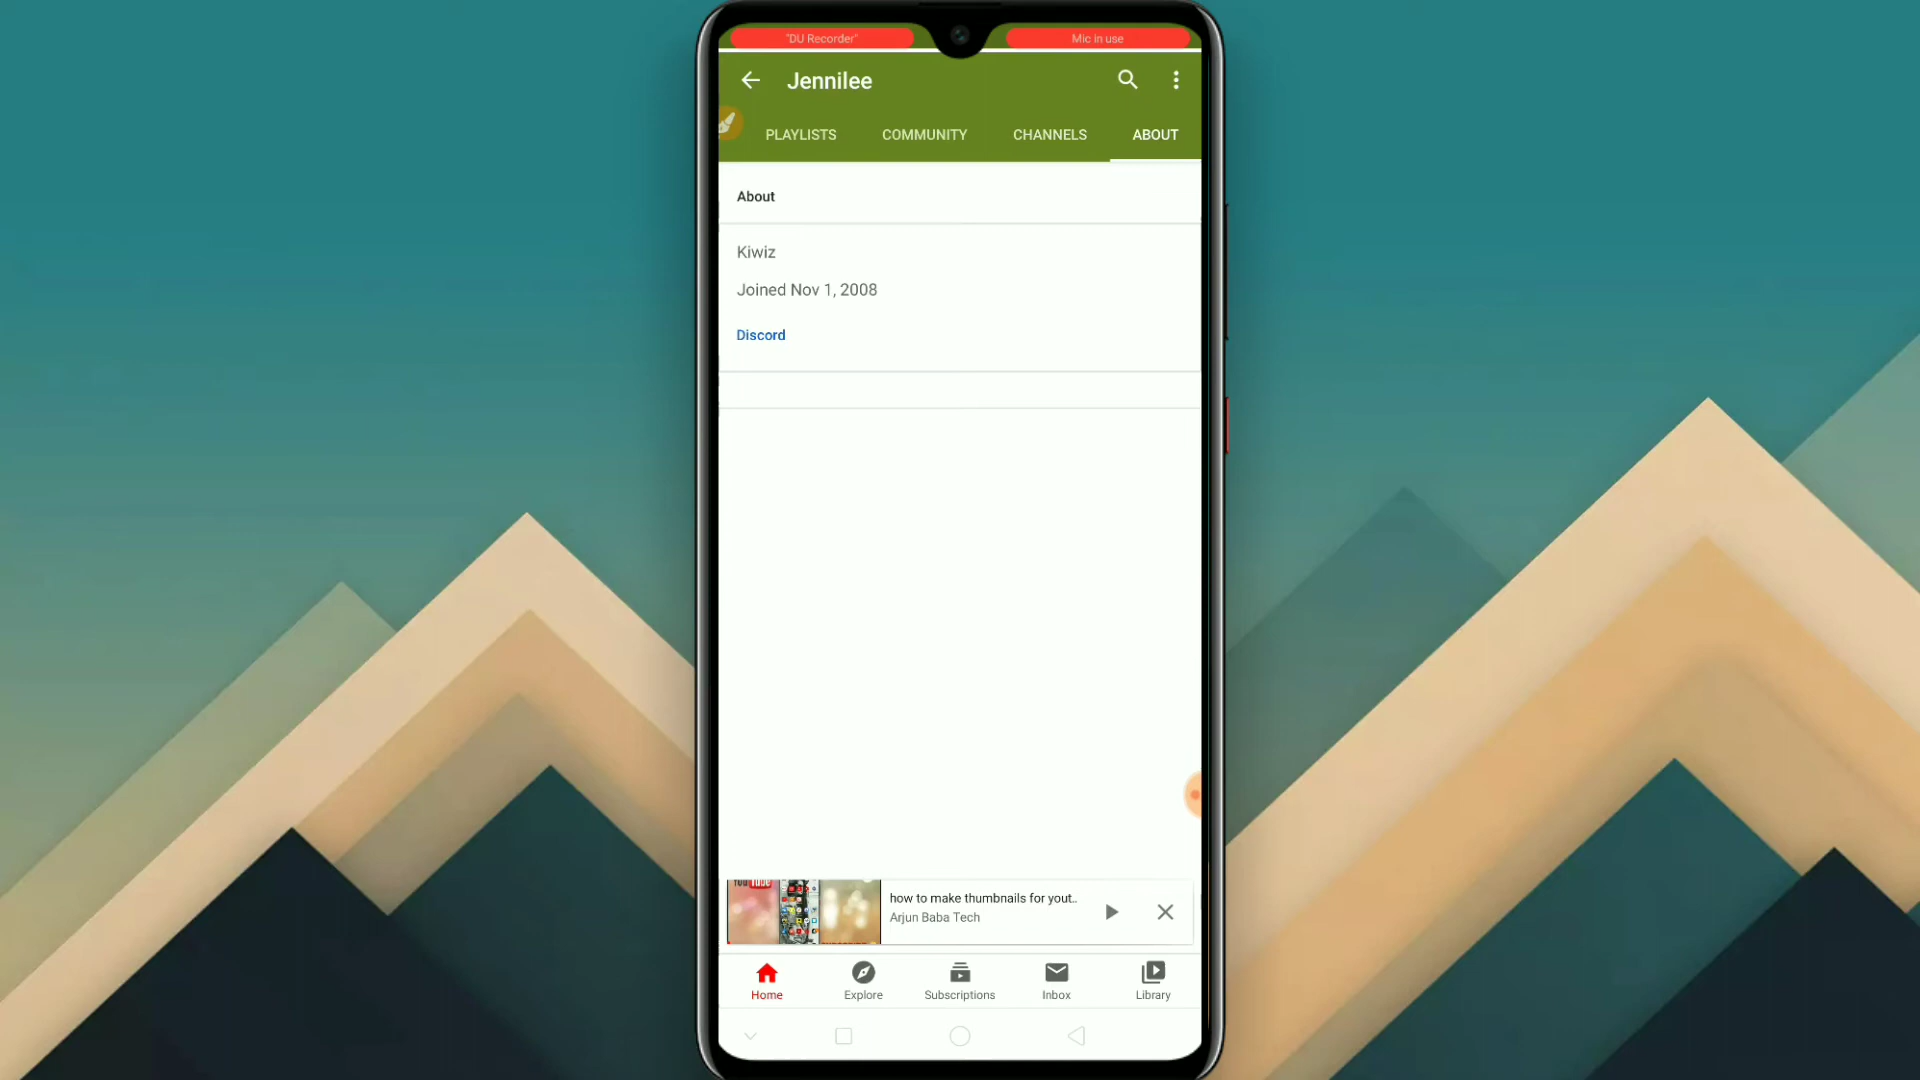 "DU Recorder"
Mic in use
Jennilee
PLAYLISTS
COMMUNITY
CHANNELS
ABOUT
About
Kiwiz
Joined Nov 1, 2008
Discord
how to make thumbnails for yout..
Arjun Baba Tech
Home
Explore
Subscriptions
Inbox
Library